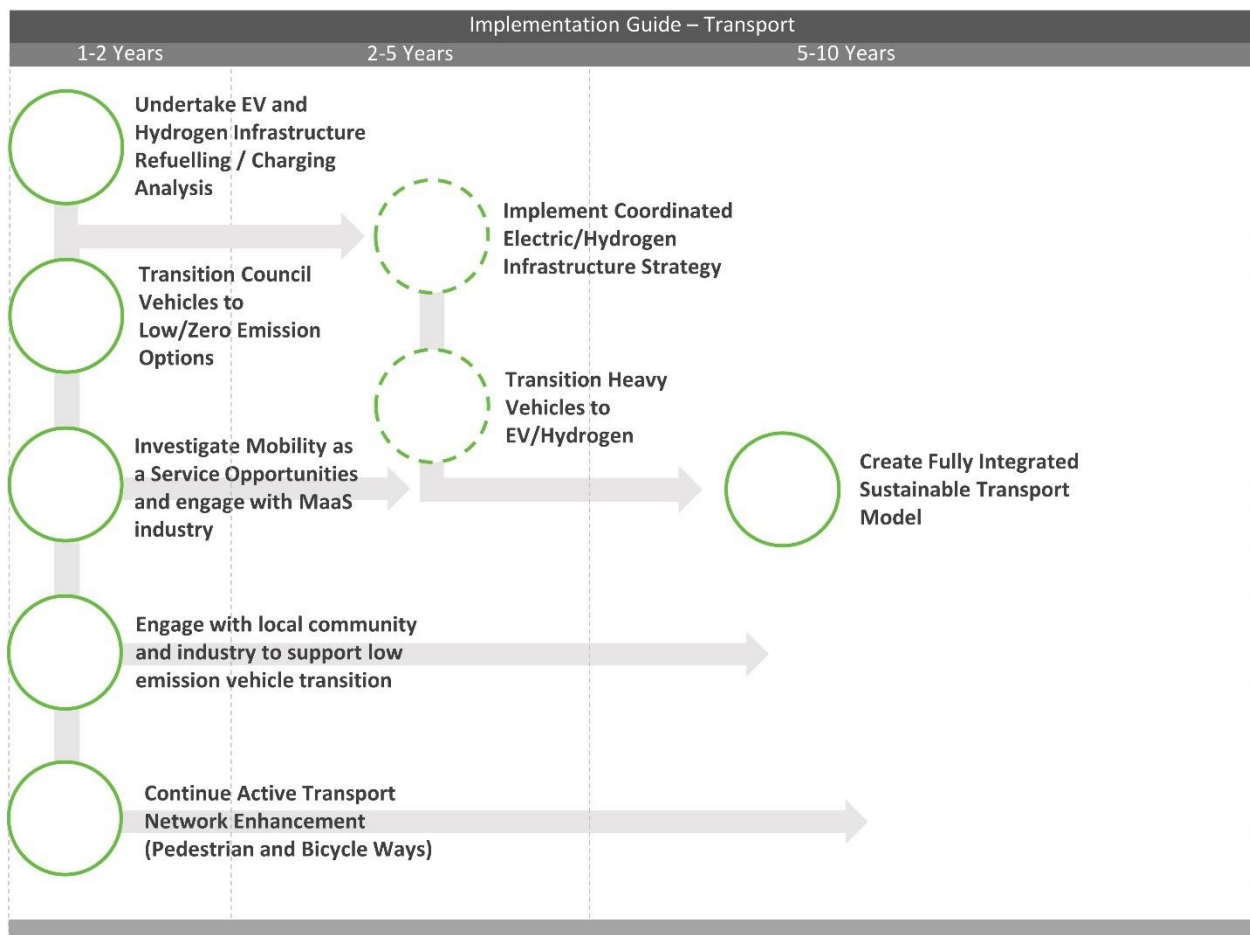 Implementation Guide – Transport
1-2 Years
2-5 Years
5-10 Years
Undertake EV and
Hydrogen Infrastructure
Refuelling / Charging
Analysis
Implement Coordinated
Electric/Hydrogen
Infrastructure Strategy
Transition Council
Vehicles to
Low/Zero Emission
Options
Transition Heavy
Vehicles to
EV/Hydrogen
Investigate Mobility as
a Service Opportunities
and engage with MaaS
industry
Create Fully Integrated
Sustainable Transport
Model
Engage with local community
and industry to support low
emission vehicle transition
Continue Active Transport
Network Enhancement
(Pedestrian and Bicycle Ways)